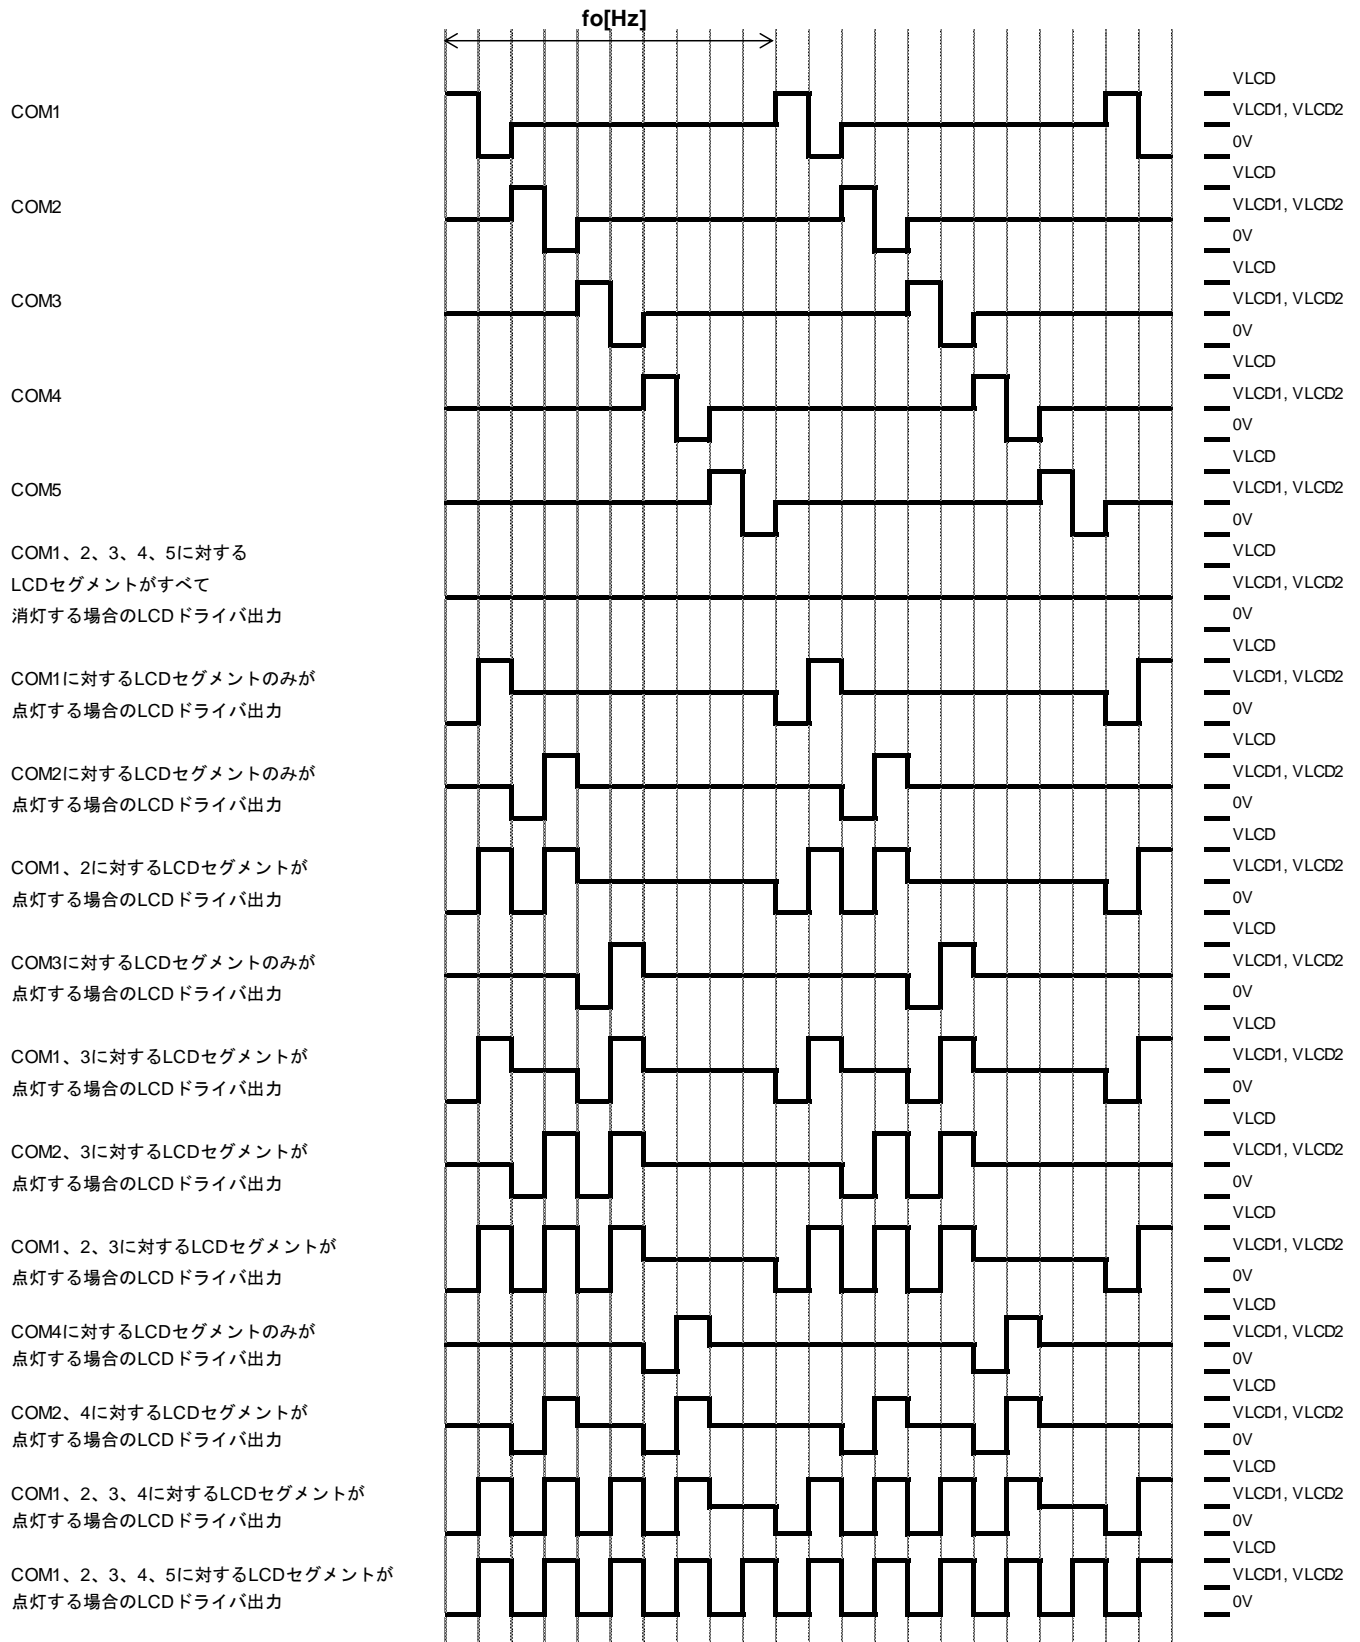 fo[Hz]
VLCD
COM1
VLCD1, VLCD2
0V
VLCD
COM2
VLCD1, VLCD2
0V
VLCD
COM3
VLCD1, VLCD2
0V
VLCD
COM4
VLCD1, VLCD2
0V
VLCD
COM5
VLCD1, VLCD2
0V
COM1、2、3、4、5に対する
LCDセグメントがすべて
消灯する場合のLCDドライバ出力
VLCD
VLCD1, VLCD2
0V
COM1に対するLCDセグメントのみが
点灯する場合のLCDドライバ出力
VLCD
VLCD1, VLCD2
0V
COM2に対するLCDセグメントのみが
点灯する場合のLCDドライバ出力
VLCD
VLCD1, VLCD2
0V
COM1、2に対するLCDセグメントが
点灯する場合のLCDドライバ出力
VLCD
VLCD1, VLCD2
0V
COM3に対するLCDセグメントのみが
点灯する場合のLCDドライバ出力
VLCD
VLCD1, VLCD2
0V
COM1、3に対するLCDセグメントが
点灯する場合のLCDドライバ出力
VLCD
VLCD1, VLCD2
0V
COM2、3に対するLCDセグメントが
点灯する場合のLCDドライバ出力
VLCD
VLCD1, VLCD2
0V
COM1、2、3に対するLCDセグメントが
点灯する場合のLCDドライバ出力
VLCD
VLCD1, VLCD2
0V
COM4に対するLCDセグメントのみが
点灯する場合のLCDドライバ出力
VLCD
VLCD1, VLCD2
0V
COM2、4に対するLCDセグメントが
点灯する場合のLCDドライバ出力
VLCD
VLCD1, VLCD2
0V
COM1、2、3、4に対するLCDセグメントが
点灯する場合のLCDドライバ出力
VLCD
VLCD1, VLCD2
0V
COM1、2、3、4、5に対するLCDセグメントが
点灯する場合のLCDドライバ出力
VLCD
VLCD1, VLCD2
0V